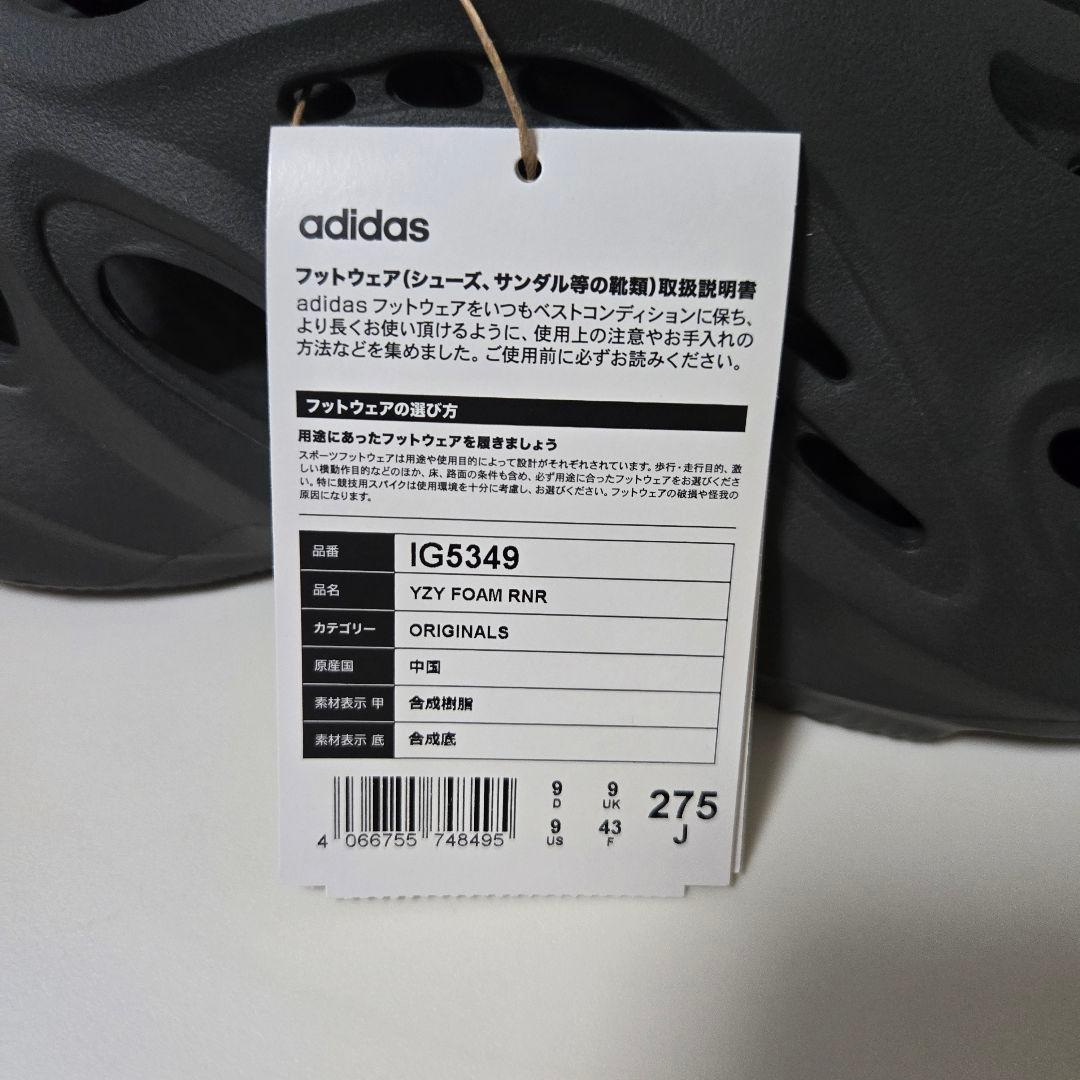 adidas
フットウェア(シューズ、サンダル等の靴類)取扱説明書
adidas フットウェアをいつもベストコンディションに保ち、
より長くお使い頂けるように、使用上の注意やお手入れの
方法などを集めました。ご使用前に必ずお読みください。
フットウェアの選び方
用途にあったフットウェアを履きましょう
スポーツフットウェアは用途や使用目的によって設計がそれぞれされています。歩行・走行目的、激
しい横動作目的などのほか、床、路面の条件も含め、必ず用途に合ったフットウェアをお選びくださ
い。特に競技用スパイクは使用環境を十分に考慮し、お選びください。フットウェアの破損や怪我の
原因になります。
品番 IG5349
品名 YZY FOAM RNR
カテゴリー ORIGINALS
原産国 中国
素材表示 甲 合成樹脂
素材表示 底 合成底
9 D 9 UK 275
9 US 43 F J
4 066755 748495